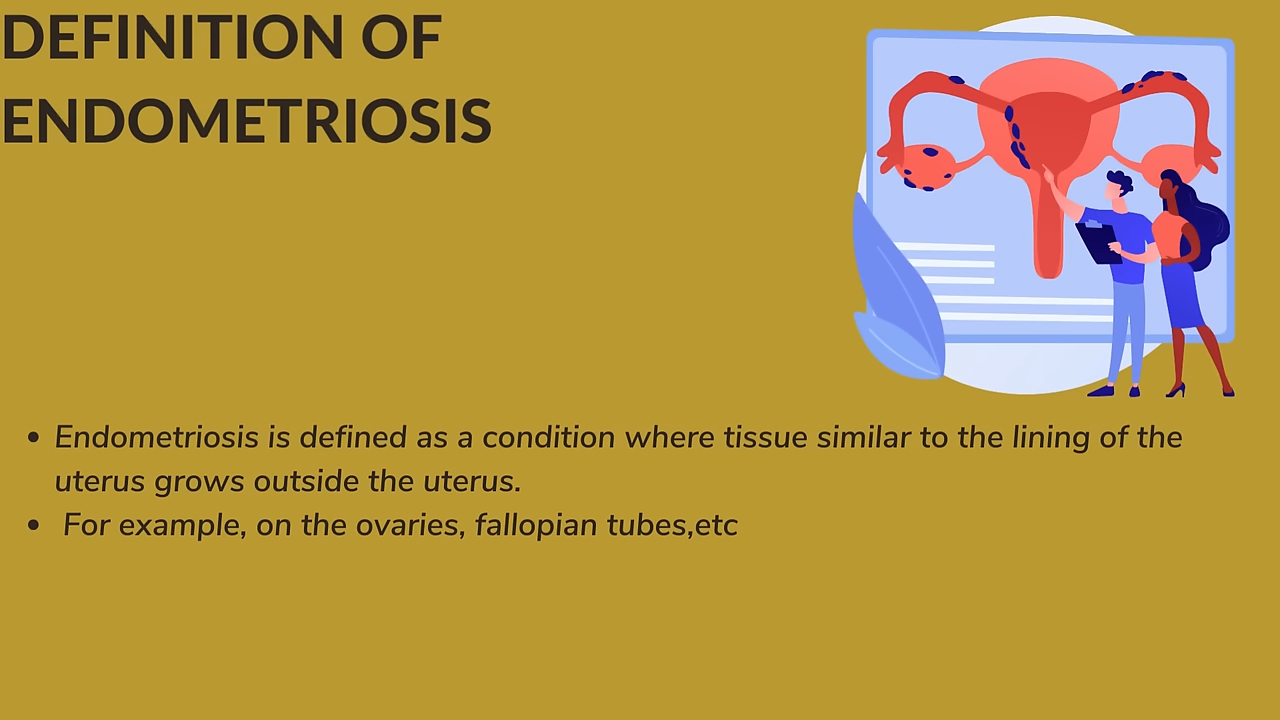 DEFINITION OF
ENDOMETRIOSIS
• Endometriosis is defined as a condition where tissue similar to the lining of the
uterus grows outside the uterus.
• For example, on the ovaries, fallopian tubes,etc